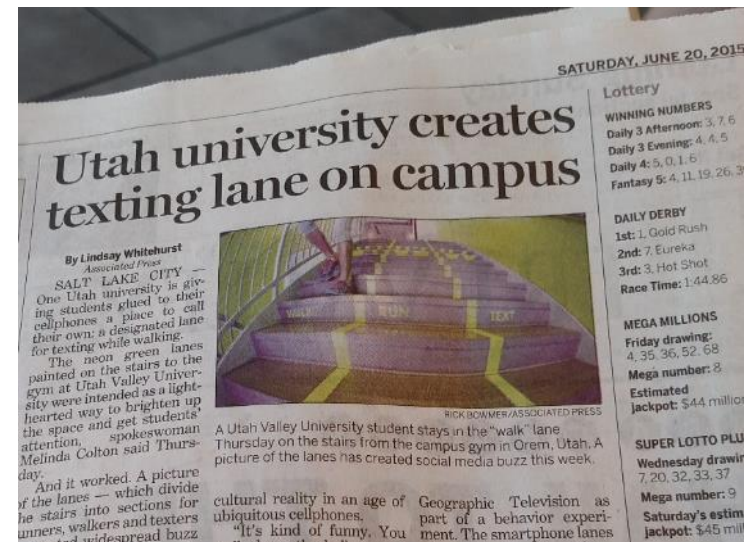 SATURDAY, JUNE 20, 2015
Utah university creates
texting lane on campus
By Lindsay Whitehurst
Associated Press
SALT LAKE CITY —
One Utah university is giv-
ing students glued to their
cellphones a place to call
their own: a designated lane
for texting while walking.
The neon green lanes
painted on the stairs to the
gym at Utah Valley Univer-
sity were intended as a light-
hearted way to brighten up
the space and get students'
attention, spokeswoman
Melinda Colton said Thurs-
day.
And it worked. A picture
of the lanes — which divide
he stairs into sections for
unners, walkers and texters
widespread buzz
WALK RUN TEXT
RICK BOWMER/ASSOCIATED PRESS
A Utah Valley University student stays in the "walk" lane
Thursday on the stairs from the campus gym in Orem, Utah. A
picture of the lanes has created social media buzz this week.
cultural reality in an age of
ubiquitous cellphones.
"It's kind of funny. You
Geographic Television as
part of a behavior experi-
ment. The smartphone lanes
Lottery
WINNING NUMBERS
Daily 3 Afternoon: 3, 7, 6
Daily 3 Evening: 4, 4, 5
Daily 4: 5, 0, 1, 6
Fantasy 5: 4, 11, 19, 26, 3
DAILY DERBY
1st: 1, Gold Rush
2nd: 7, Eureka
3rd: 3, Hot Shot
Race Time: 1:44.86
MEGA MILLIONS
Friday drawing:
4, 35, 36, 52, 68
Mega number: 8
Estimated
jackpot: $44 million
SUPER LOTTO PLU
Wednesday drawin
7, 20, 32, 33, 37
Mega number: 9
Saturday's estim
jackpot: $45 mil